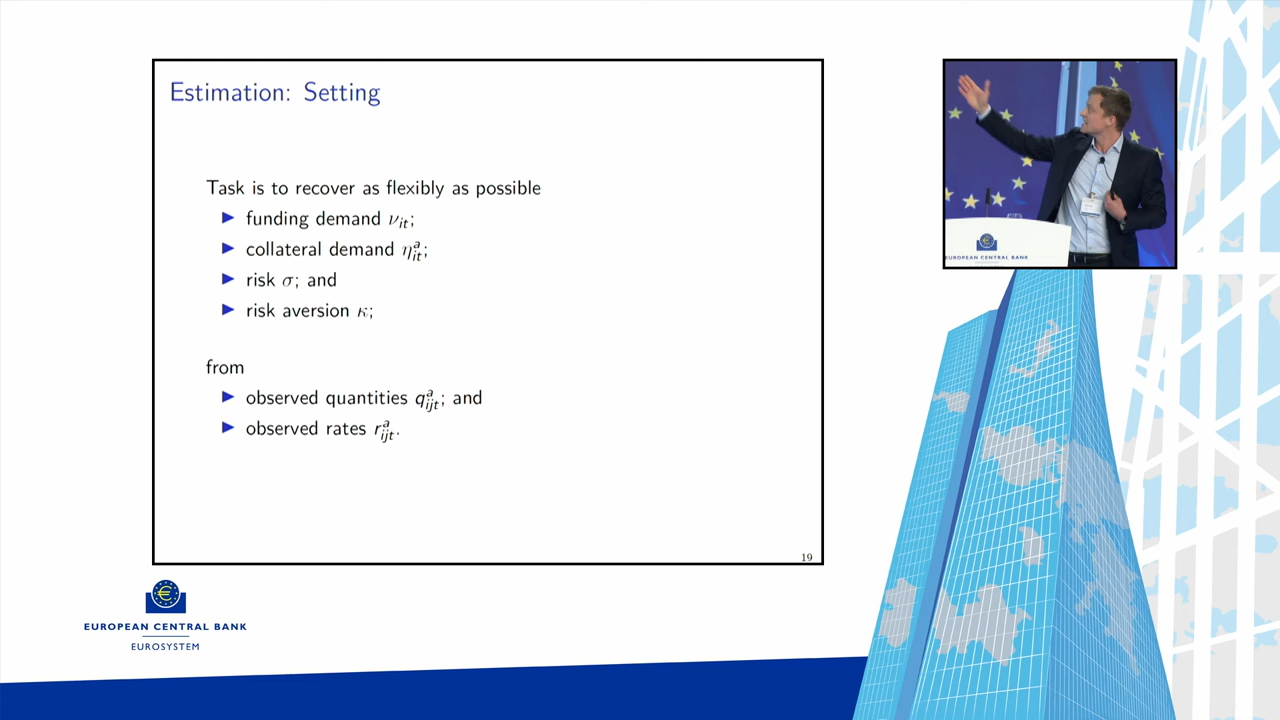 Estimation: Setting
Task is to recover as flexibly as possible
▶ funding demand ν_it;
▶ collateral demand η^a_it;
▶ risk σ; and
▶ risk aversion κ;
from
▶ observed quantities q^a_ijt; and
▶ observed rates r^a_ijt.
19
EUROPEAN CENTRAL BANK
EUROPEAN CENTRAL BANK
EUROSYSTEM